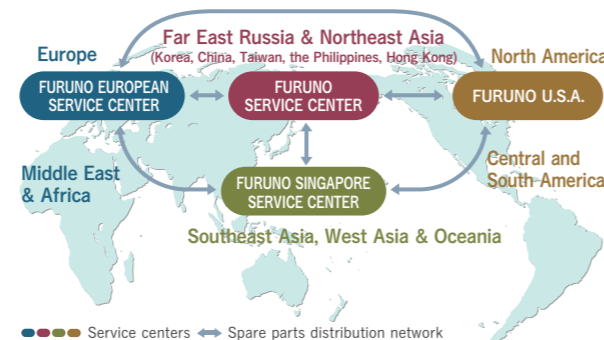 Europe
Far East Russia & Northeast Asia
(Korea, China, Taiwan, the Philippines, Hong Kong)
North America
FURUNO EUROPEAN
SERVICE CENTER
FURUNO
SERVICE CENTER
FURUNO U.S.A.
Middle East
& Africa
FURUNO SINGAPORE
SERVICE CENTER
Central and
South America
Southeast Asia, West Asia & Oceania
Service centers
Spare parts distribution network